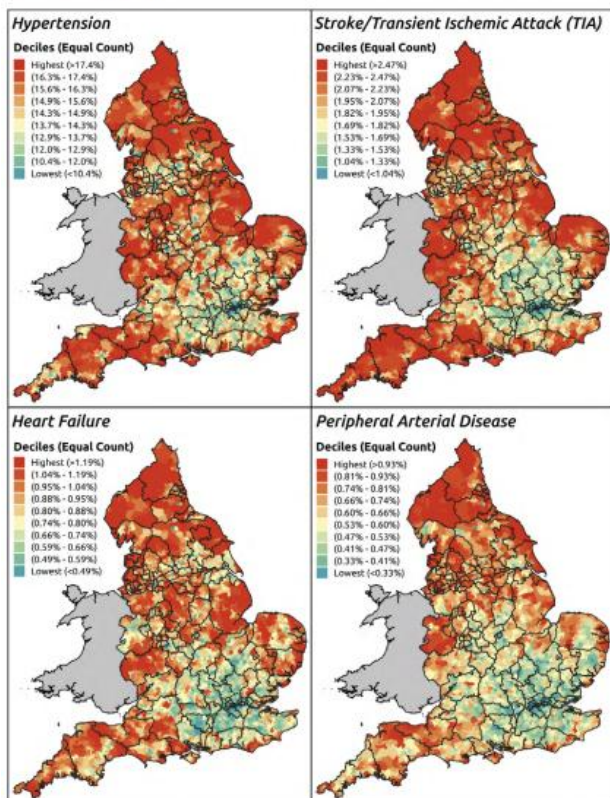 Hypertension
Deciles (Equal Count)
Highest (>17.4%)
(16.3% - 17.4%)
(15.6% - 16.3%)
(14.9% - 15.6%)
(14.3% - 14.9%)
(13.7% - 14.3%)
(12.9% - 13.7%)
(12.0% - 12.9%)
(10.4% - 12.0%)
Lowest (<10.4%)
Stroke/Transient Ischemic Attack (TIA)
Deciles (Equal Count)
Highest (>2.47%)
(2.23% - 2.47%)
(2.07% - 2.23%)
(1.95% - 2.07%)
(1.82% - 1.95%)
(1.69% - 1.82%)
(1.53% - 1.69%)
(1.33% - 1.53%)
(1.04% - 1.33%)
Lowest (<1.04%)
Heart Failure
Deciles (Equal Count)
Highest (>1.19%)
(1.04% - 1.19%)
(0.95% - 1.04%)
(0.88% - 0.95%)
(0.80% - 0.88%)
(0.74% - 0.80%)
(0.66% - 0.74%)
(0.59% - 0.66%)
(0.49% - 0.59%)
Lowest (<0.49%)
Peripheral Arterial Disease
Deciles (Equal Count)
Highest (>0.93%)
(0.81% - 0.93%)
(0.74% - 0.81%)
(0.66% - 0.74%)
(0.60% - 0.66%)
(0.53% - 0.60%)
(0.47% - 0.53%)
(0.41% - 0.47%)
(0.33% - 0.41%)
Lowest (<0.33%)